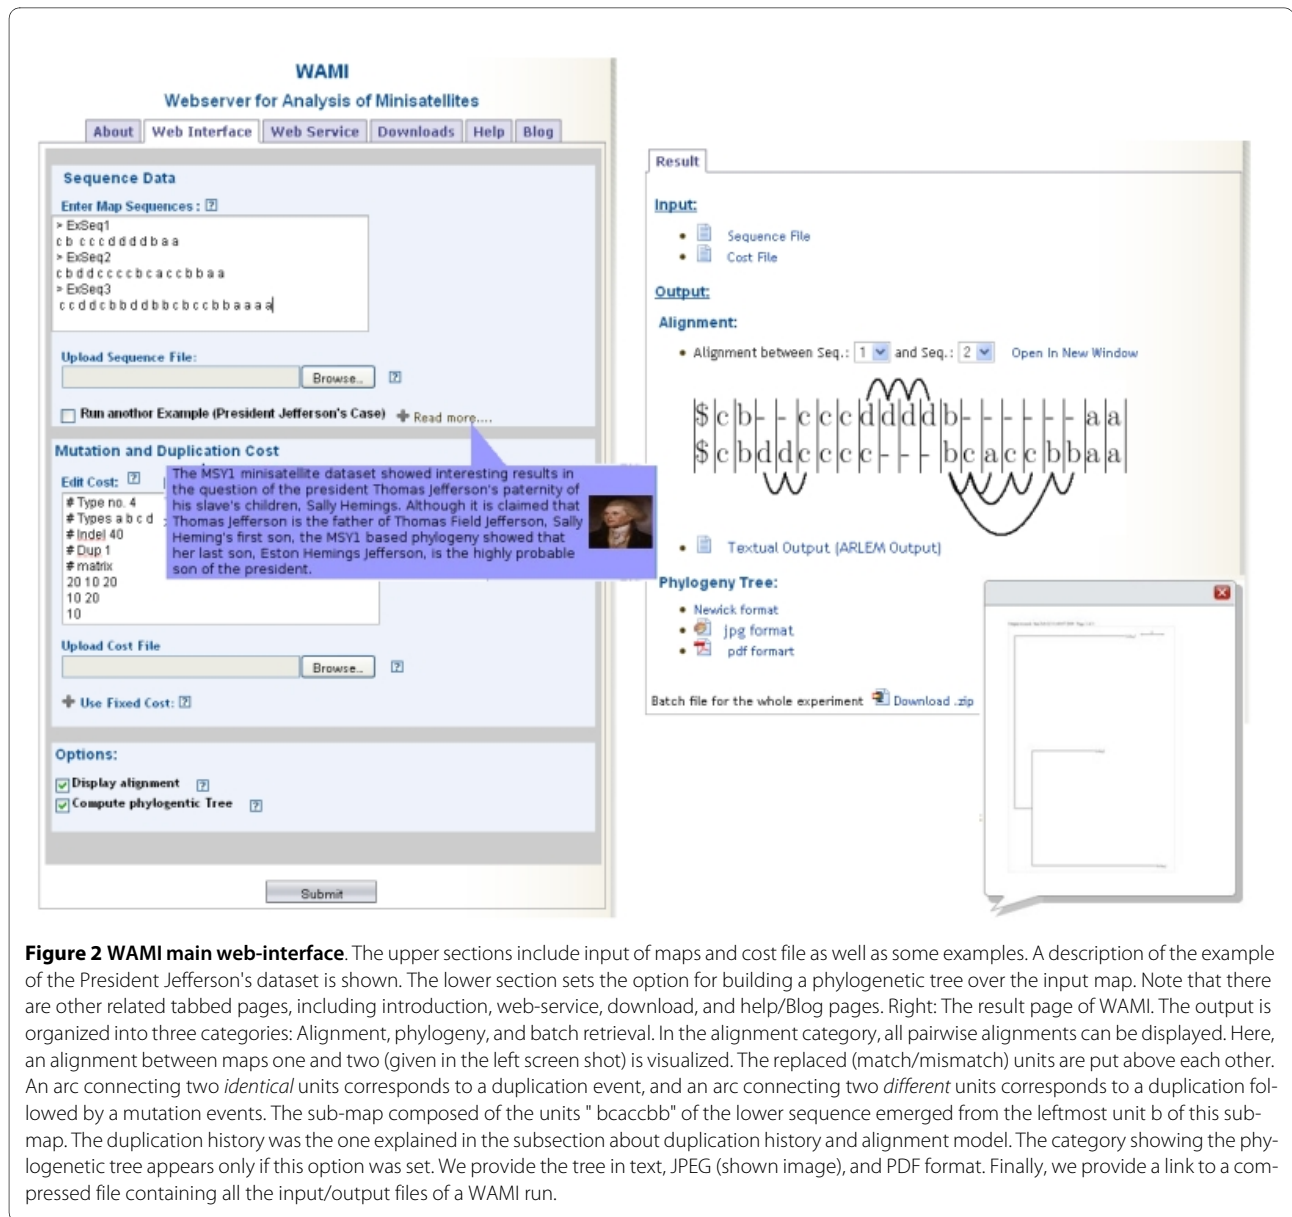 WAMI
Webserver for Analysis of Minisatellites
About Web Interface Web Service Downloads Help Blog
Sequence Data
Enter Map Sequences : ?
> ExSeq1
c b c c c d d d d b a a
> ExSeq2
c b d d c c c c b c a c c b b a a
> ExSeq3
c c d d c b b d d b b c b c c b b a a a a
Upload Sequence File:
Browse... ?
Run anothor Example (President Jefferson's Case) Read more....
Mutation and Duplication Cost
Edit Cost: ?
# Type no. 4
# Types a b c d
# Indel 40
# Dup 1
# matrix
20 10 20
10 20
10
The MSY1 minisatellite dataset showed interesting results in
the question of the president Thomas Jefferson's paternity of
his slave's children, Sally Hemings. Although it is claimed that
Thomas Jefferson is the father of Thomas Field Jefferson, Sally
Heming's first son, the MSY1 based phylogeny showed that
her last son, Eston Hemings Jefferson, is the highly probable
son of the president.
Upload Cost File
Browse... ?
Use Fixed Cost: ?
Options:
Display alignment ?
Compute phylogentic Tree ?
Submit
Result
Input:
Sequence File
Cost File
Output:
Alignment:
Alignment between Seq.: 1 and Seq.: 2 Open In New Window
$|c|b|-|-|c|c|c|d|d|d|d|b|-|-|-|-|-|-|a|a|
$|c|b|d|d|c|c|c|c|-|-|-|b|c|a|c|c|b|b|a|a|
Textual Output (ARLEM Output)
Phylogeny Tree:
Newick format
jpg format
pdf formart
Batch file for the whole experiment Download .zip
Figure 2 WAMI main web-interface. The upper sections include input of maps and cost file as well as some examples. A description of the example
of the President Jefferson's dataset is shown. The lower section sets the option for building a phylogenetic tree over the input map. Note that there
are other related tabbed pages, including introduction, web-service, download, and help/Blog pages. Right: The result page of WAMI. The output is
organized into three categories: Alignment, phylogeny, and batch retrieval. In the alignment category, all pairwise alignments can be displayed. Here,
an alignment between maps one and two (given in the left screen shot) is visualized. The replaced (match/mismatch) units are put above each other.
An arc connecting two identical units corresponds to a duplication event, and an arc connecting two different units corresponds to a duplication fol-
lowed by a mutation events. The sub-map composed of the units " bcaccbb" of the lower sequence emerged from the leftmost unit b of this sub-
map. The duplication history was the one explained in the subsection about duplication history and alignment model. The category showing the phy-
logenetic tree appears only if this option was set. We provide the tree in text, JPEG (shown image), and PDF format. Finally, we provide a link to a com-
pressed file containing all the input/output files of a WAMI run.